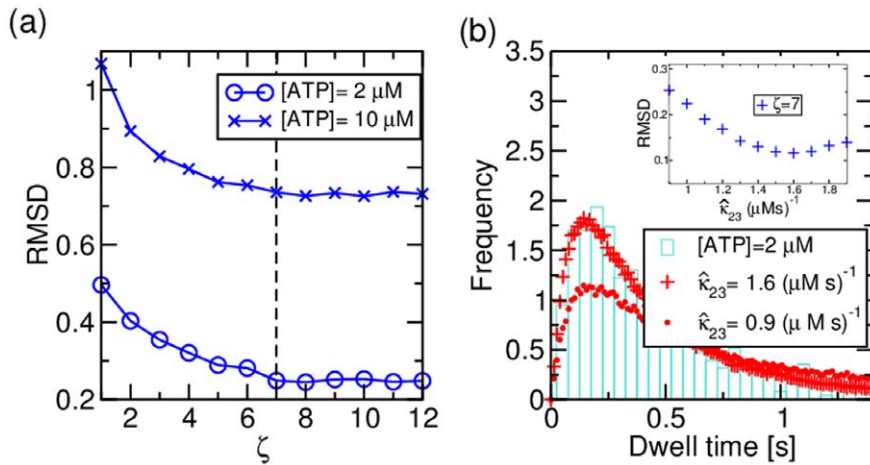 (a)
1
0.8
0.6
0.4
0.2
RMSD
2 4 6 8 10 12
ζ
[ATP]= 2 μM
[ATP]= 10 μM
(b)
3.5
3
2.5
2
1.5
1
0.5
0
Frequency
0 0.5 1
Dwell time [s]
0.3
0.2
0.1
RMSD
1 1.2 1.4 1.6 1.8
κ̂₂₃ (μMs)⁻¹
ζ=7
[ATP]=2 μM
κ̂₂₃= 1.6 (μM s)⁻¹
κ̂₂₃= 0.9 (μ M s)⁻¹